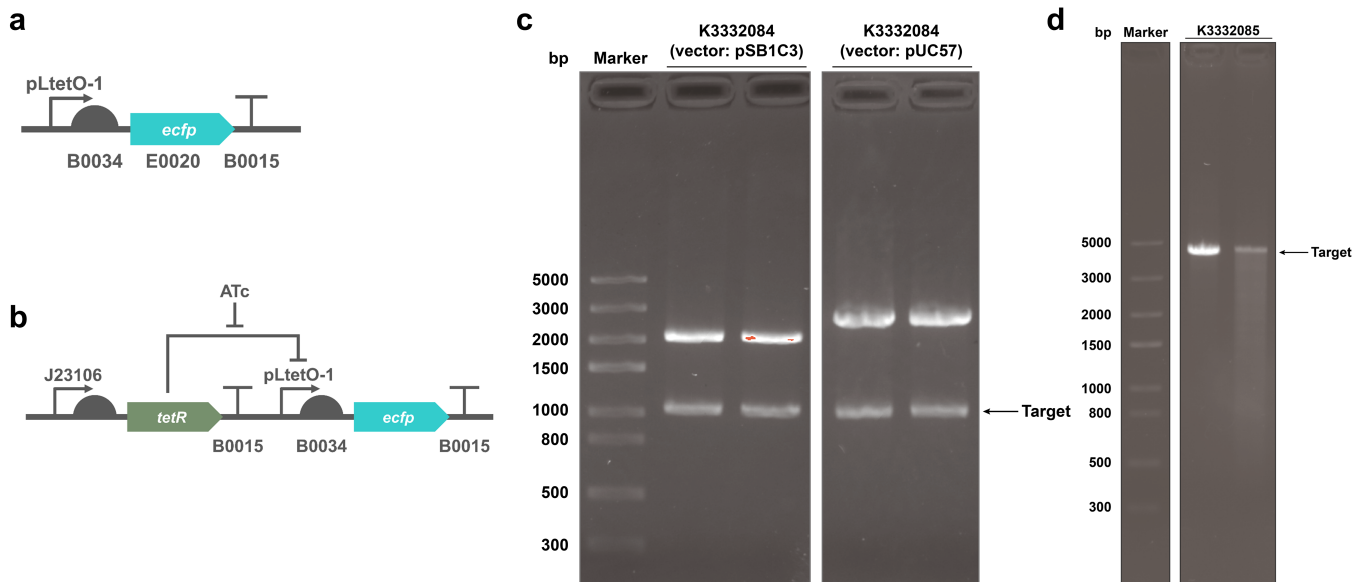 a
pLtetO-1
ecfp
B0034 E0020 B0015
b
ATc
J23106
pLtetO-1
tetR
ecfp
B0015 B0034 B0015
c
K3332084
(vector: pSB1C3)
K3332084
(vector: pUC57)
bp Marker
5000
3000
2000
1500
1000
Target
800
500
300
d
bp Marker K3332085
5000
Target
3000
2000
1500
1000
800
500
300